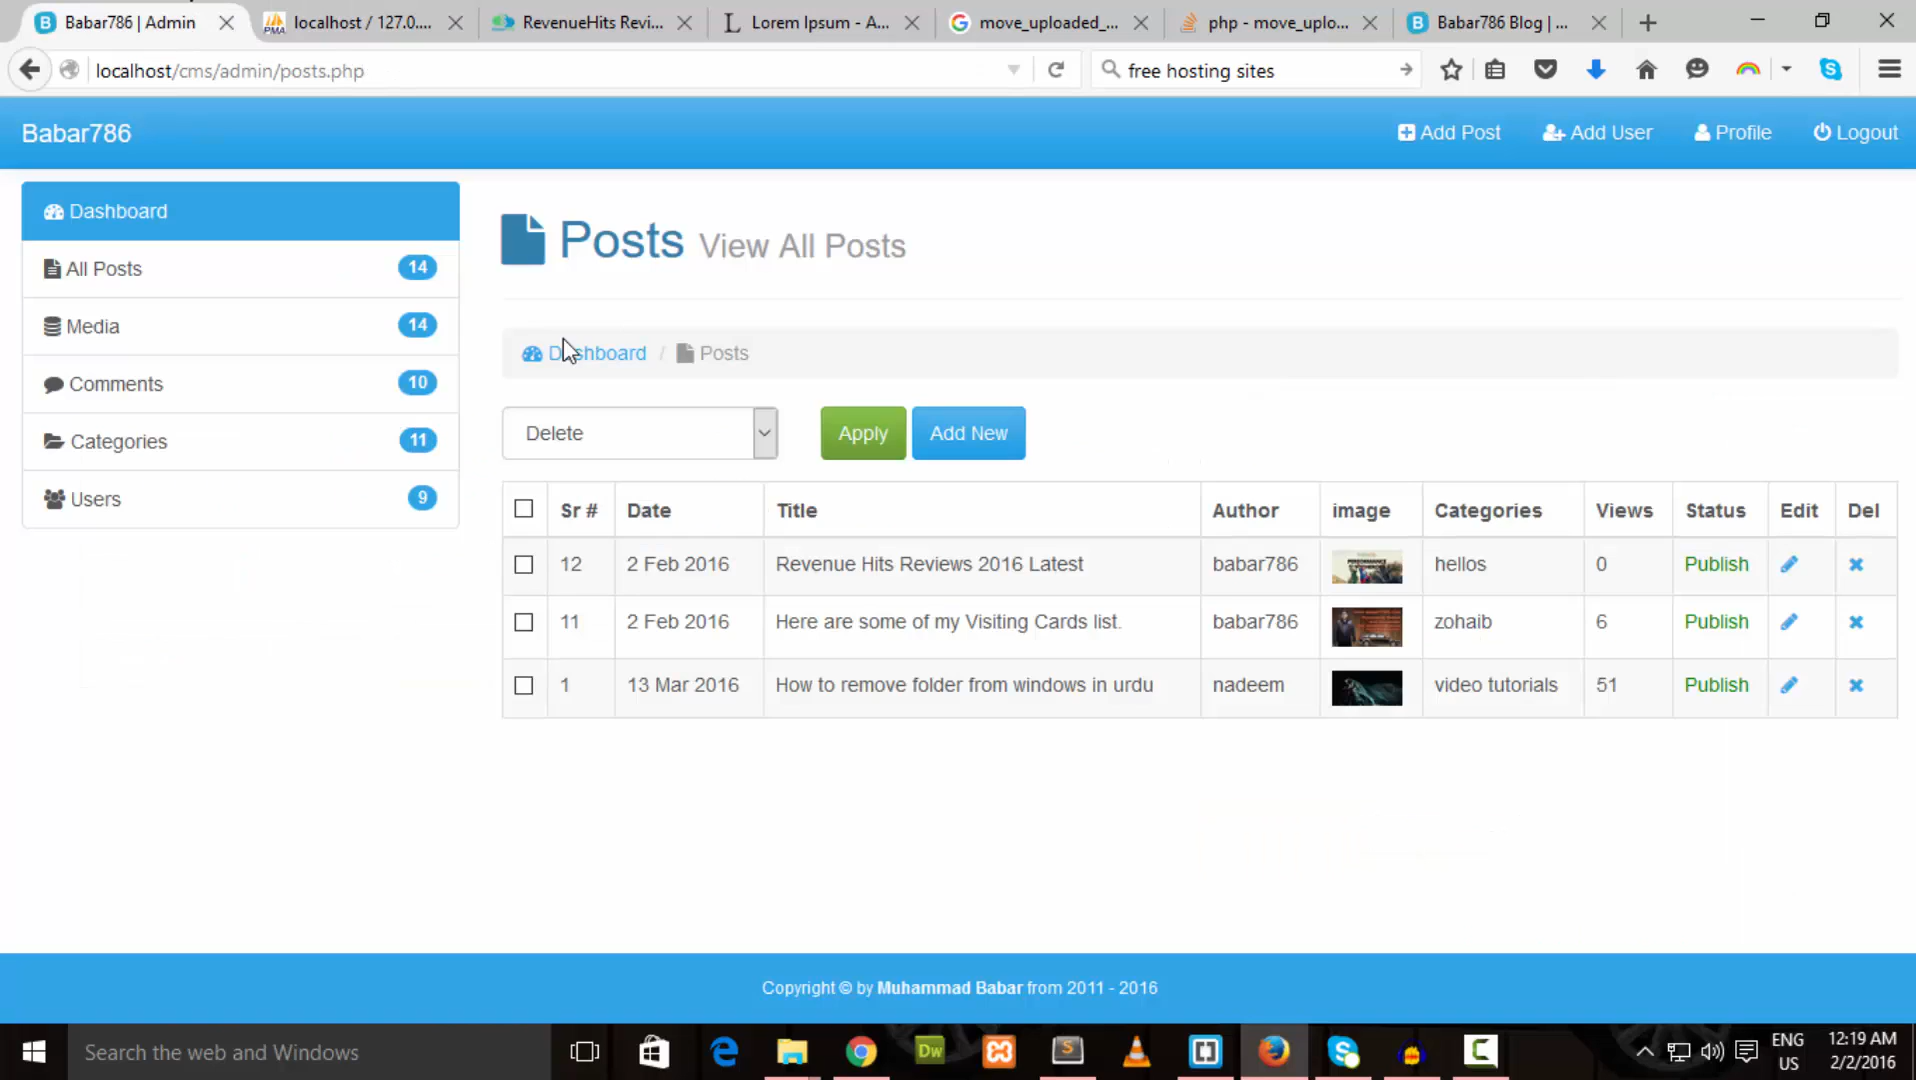 Babar786 | Admin
localhost / 127.0....
RevenueHits Revi...
Lorem Ipsum - A...
move_uploaded_...
php - move_uplo...
Babar786 Blog | ...
localhost/cms/admin/posts.php
free hosting sites
Babar786
Add Post
Add User
Profile
Logout
Dashboard
All Posts 14
Media 14
Comments 10
Categories 11
Users 9
Posts View All Posts
Dashboard / Posts
Delete
Apply
Add New
Sr # Date Title Author image Categories Views Status Edit Del
12 2 Feb 2016 Revenue Hits Reviews 2016 Latest babar786 hellos 0 Publish
11 2 Feb 2016 Here are some of my Visiting Cards list. babar786 zohaib 6 Publish
1 13 Mar 2016 How to remove folder from windows in urdu nadeem video tutorials 51 Publish
Copyright © by Muhammad Babar from 2011 - 2016
Search the web and Windows
Dw
ENG
US
12:19 AM
2/2/2016